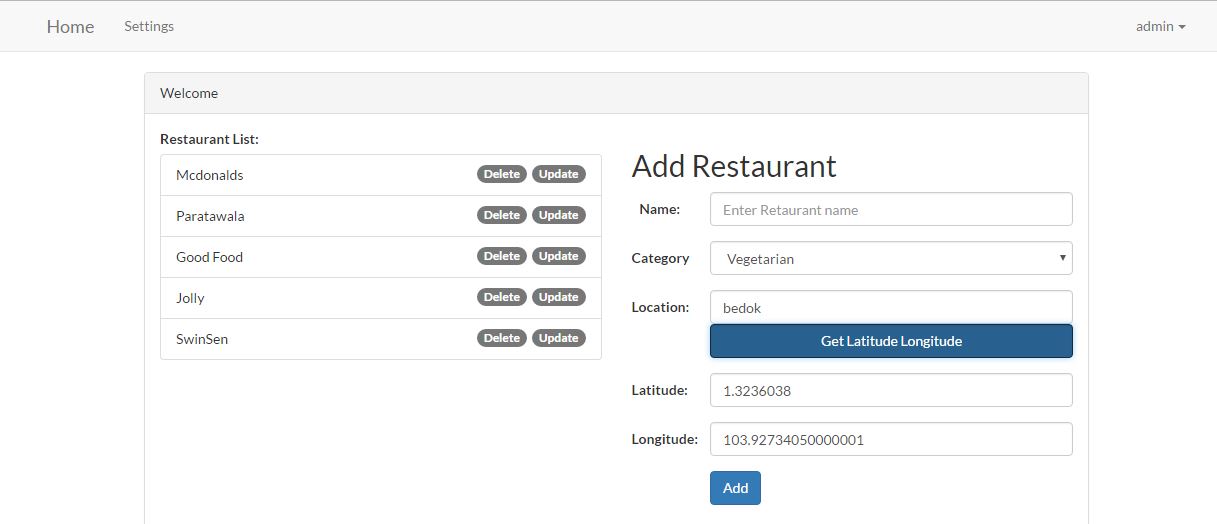 Home Settings admin
Welcome
Restaurant List:
Mcdonalds Delete Update
Paratawala Delete Update
Good Food Delete Update
Jolly Delete Update
SwinSen Delete Update
Add Restaurant
Name: Enter Retaurant name
Category Vegetarian
Location: bedok
Get Latitude Longitude
Latitude: 1.3236038
Longitude: 103.92734050000001
Add